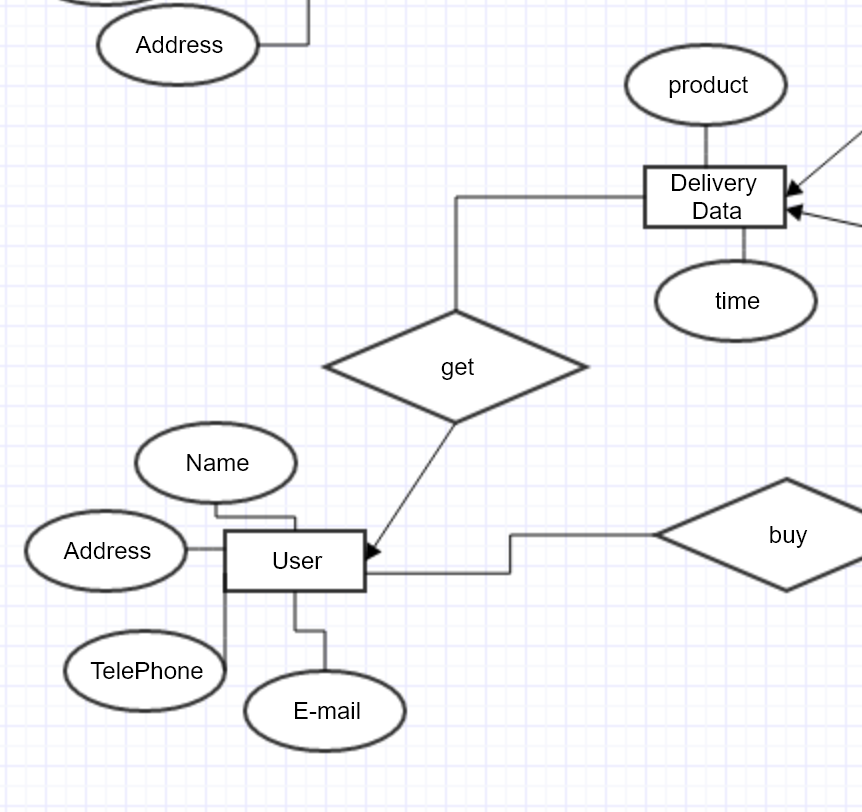 Address
product
Delivery
Data
time
get
Name
Address
User
buy
TelePhone
E-mail